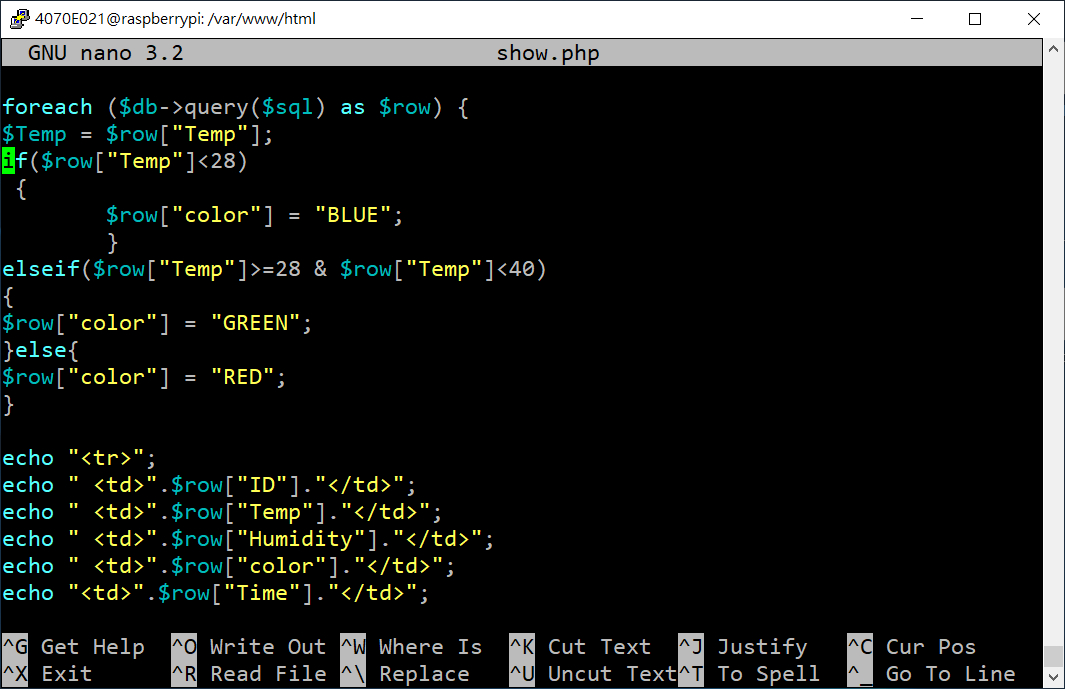 4070E021@raspberrypi: /var/www/html
GNU nano 3.2 show.php
foreach ($db->query($sql) as $row) {
$Temp = $row["Temp"];
if($row["Temp"]<28)
{
$row["color"] = "BLUE";
}
elseif($row["Temp"]>=28 & $row["Temp"]<40)
{
$row["color"] = "GREEN";
}else{
$row["color"] = "RED";
}
echo "<tr>";
echo " <td>".$row["ID"]."</td>";
echo " <td>".$row["Temp"]."</td>";
echo " <td>".$row["Humidity"]."</td>";
echo " <td>".$row["color"]."</td>";
echo "<td>".$row["Time"]."</td>";
^G Get Help ^O Write Out ^W Where Is ^K Cut Text ^J Justify ^C Cur Pos
^X Exit ^R Read File ^\ Replace ^U Uncut Text ^T To Spell ^_ Go To Line